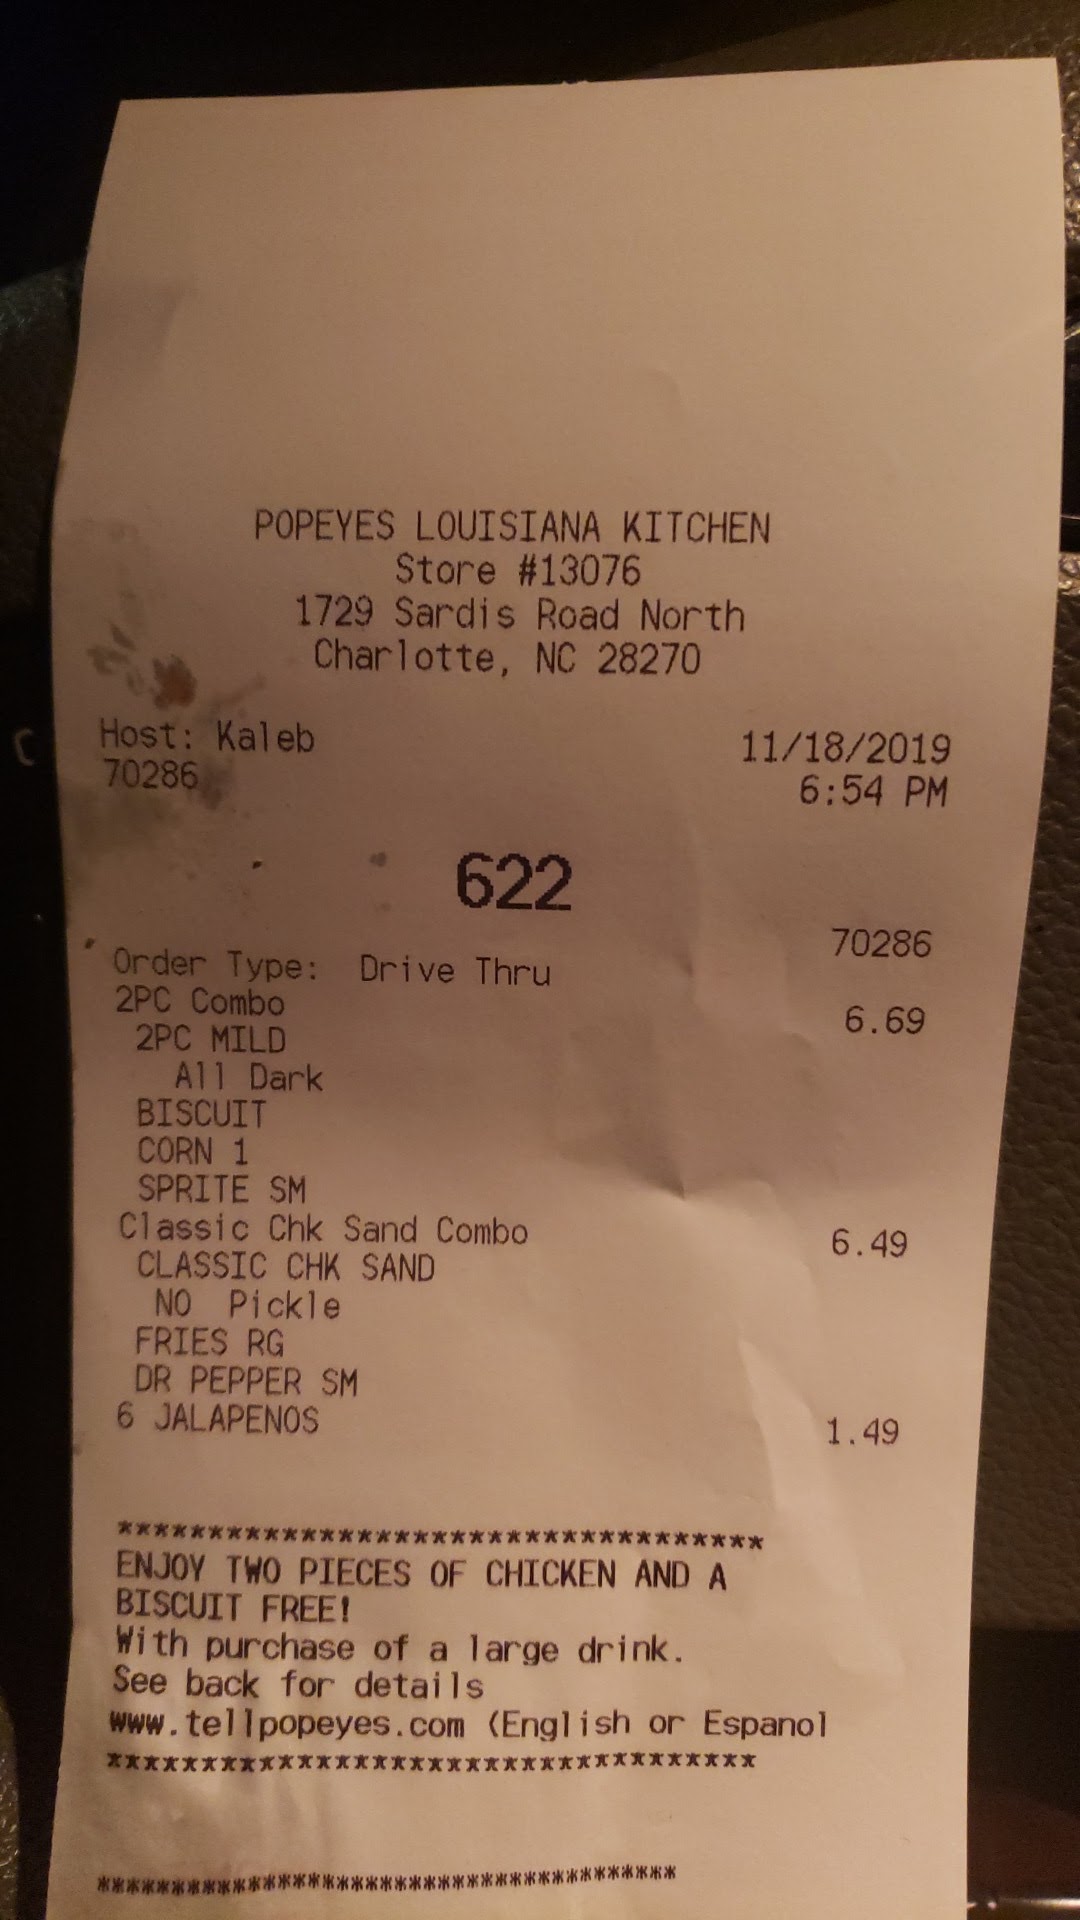 POPEYES LOUISIANA KITCHEN
Store #13076
1729 Sardis Road North
Charlotte, NC 28270
Host: Kaleb 11/18/2019
70286 6:54 PM
622
70286
Order Type: Drive Thru
2PC Combo 6.69
2PC MILD
All Dark
BISCUIT
CORN 1
SPRITE SM
Classic Chk Sand Combo 6.49
CLASSIC CHK SAND
NO Pickle
FRIES RG
DR PEPPER SM
6 JALAPENOS 1.49
***********************************
ENJOY TWO PIECES OF CHICKEN AND A
BISCUIT FREE!
With purchase of a large drink.
See back for details
www.tellpopeyes.com (English or Espanol
***********************************
***************************************